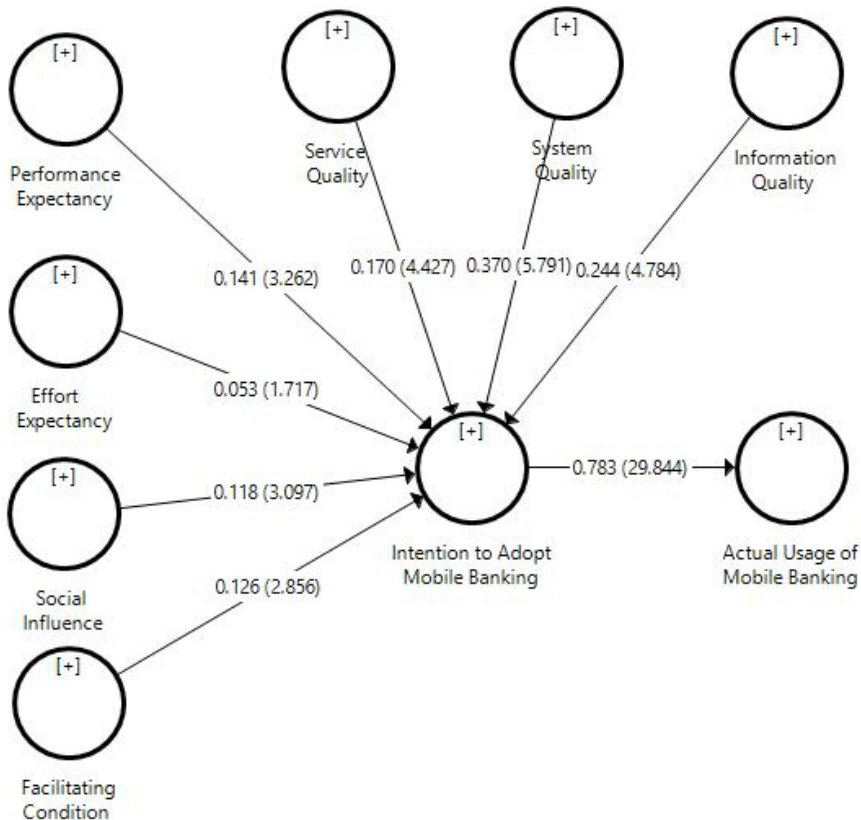 [+]
Performance
Expectancy
[+]
Service
Quality
[+]
System
Quality
[+]
Information
Quality
0.141 (3.262)
0.170 (4.427)
0.370 (5.791)
0.244 (4.784)
[+]
Effort
Expectancy
0.053 (1.717)
[+]
Social
Influence
0.118 (3.097)
[+]
Intention to Adopt
Mobile Banking
0.783 (29.844)
[+]
Actual Usage of
Mobile Banking
0.126 (2.856)
[+]
Facilitating
Condition